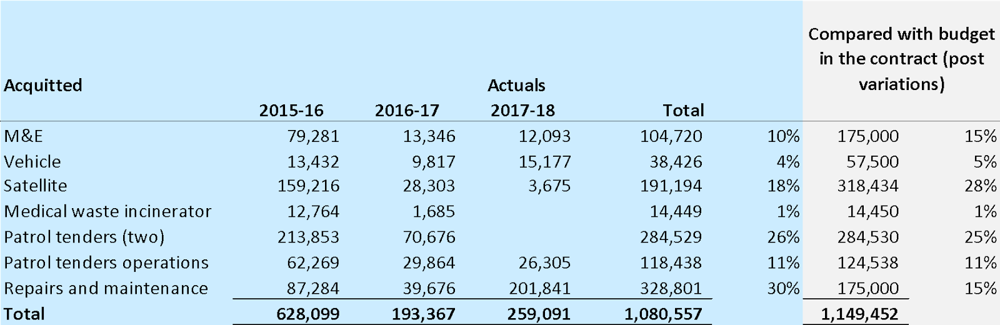 Compared with budget
in the contract (post
Acquitted Actuals variations)
2015-16 2016-17 2017-18 Total
M&E 79,281 13,346 12,093 104,720 10% 175,000 15%
Vehicle 13,432 9,817 15,177 38,426 4% 57,500 5%
Satellite 159,216 28,303 3,675 191,194 18% 318,434 28%
Medical waste incinerator 12,764 1,685 14,449 1% 14,450 1%
Patrol tenders (two) 213,853 70,676 284,529 26% 284,530 25%
Patrol tenders operations 62,269 29,864 26,305 118,438 11% 124,538 11%
Repairs and maintenance 87,284 39,676 201,841 328,801 30% 175,000 15%
Total 628,099 193,367 259,091 1,080,557 1,149,452